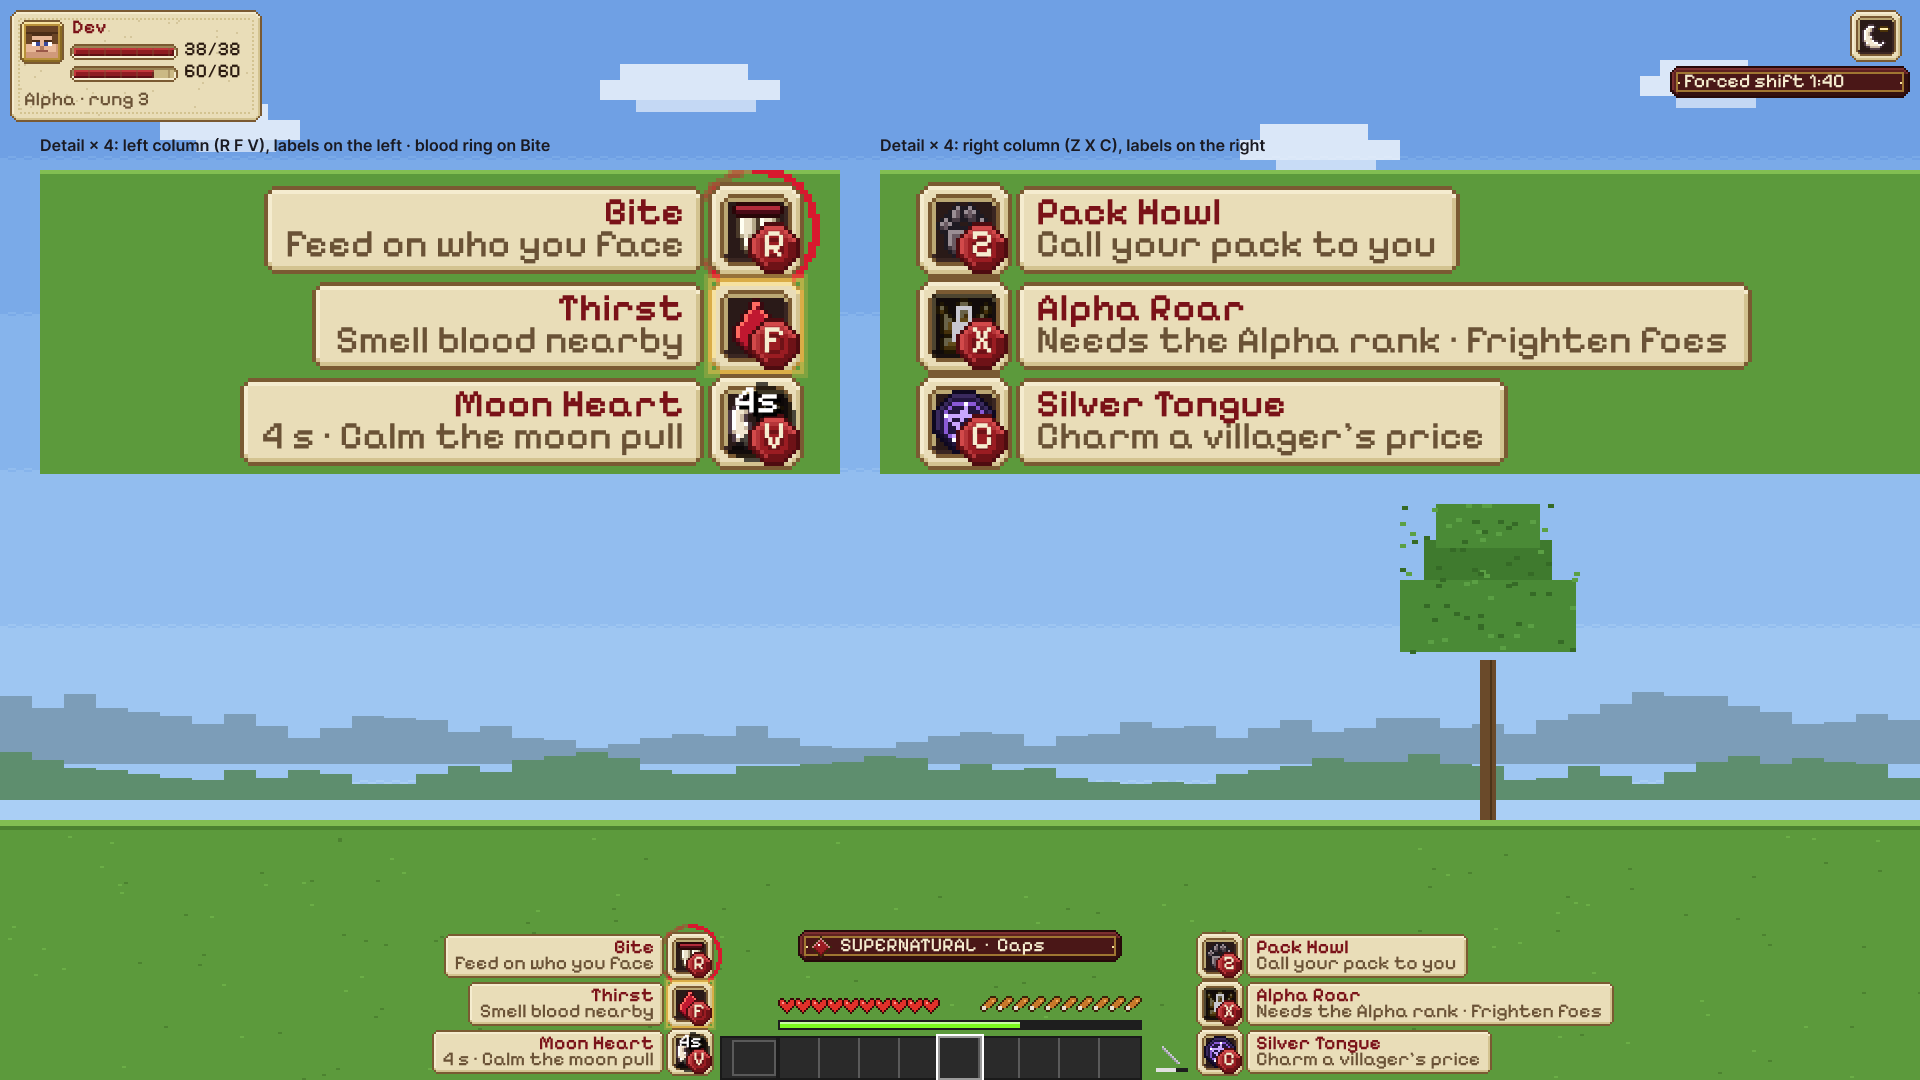 Dev
38/38
60/60
Alpha · rung 3
Forced shift 1:40
Detail × 4: left column (R F V), labels on the left · blood ring on Bite
Detail × 4: right column (Z X C), labels on the right
Bite
Feed on who you face
R
Thirst
Smell blood nearby
F
Moon Heart
4 s · Calm the moon pull
4s
V
Pack Howl
Call your pack to you
Z
Alpha Roar
Needs the Alpha rank · Frighten foes
X
Silver Tongue
Charm a villager's price
C
Bite
Feed on who you face
R
Thirst
Smell blood nearby
F
Moon Heart
4 s · Calm the moon pull
4s
V
SUPERNATURAL · Caps
Pack Howl
Call your pack to you
Z
Alpha Roar
Needs the Alpha rank · Frighten foes
X
Silver Tongue
Charm a villager's price
C